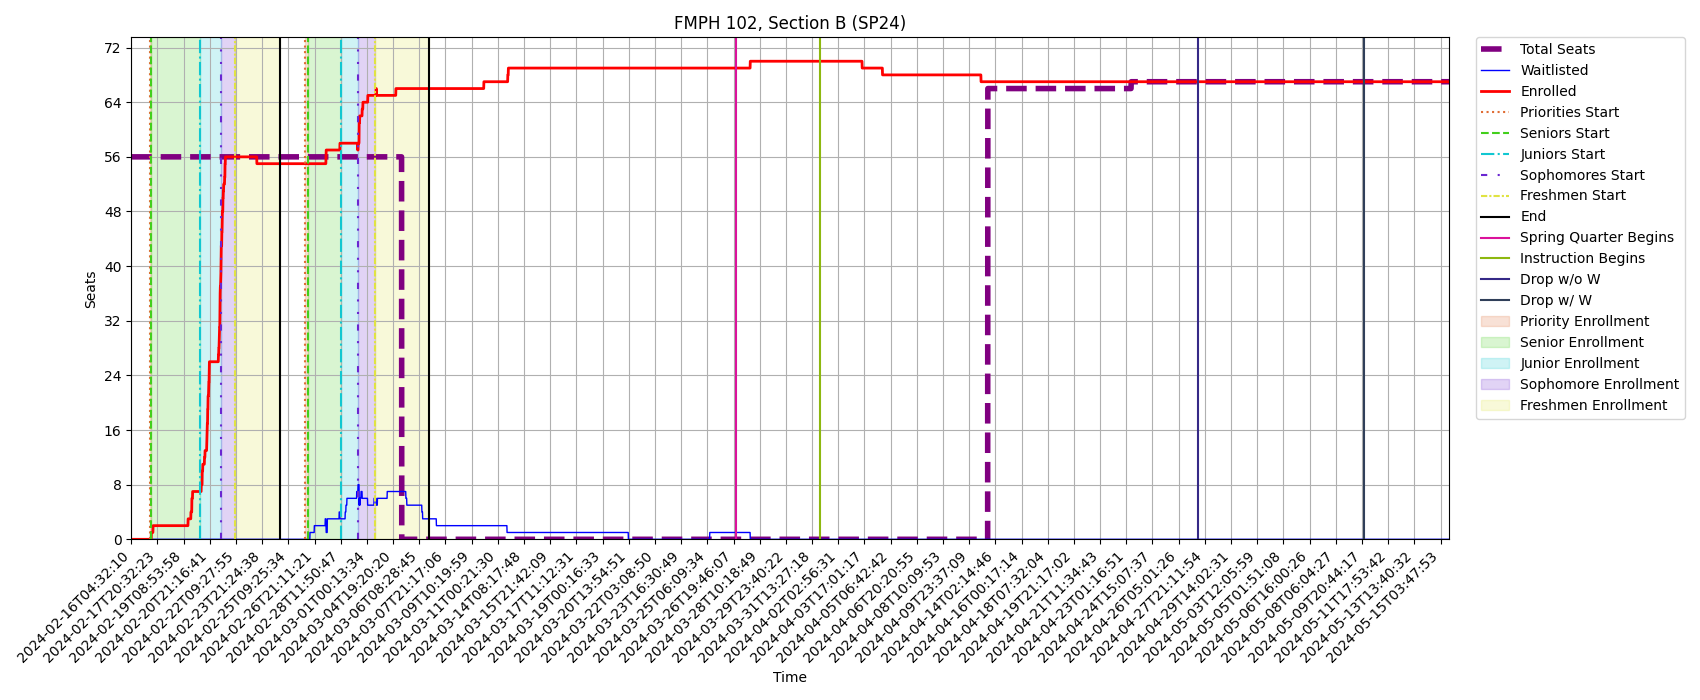 FMPH 102, Section B (SP24)
72
64
56
48
40
32
24
16
8
0
Seats
2024-02-16T04:32:10
2024-02-17T20:32:23
2024-02-19T08:53:58
2024-02-20T21:16:41
2024-02-22T09:27:55
2024-02-23T21:24:38
2024-02-25T09:25:34
2024-02-26T21:11:21
2024-02-28T11:50:47
2024-03-01T00:13:34
2024-03-04T19:20:20
2024-03-06T08:28:45
2024-03-07T21:17:06
2024-03-09T10:19:59
2024-03-11T00:21:30
2024-03-14T08:17:48
2024-03-15T21:42:09
2024-03-17T11:12:31
2024-03-19T00:16:33
2024-03-20T13:54:51
2024-03-22T03:08:50
2024-03-23T16:30:49
2024-03-25T06:09:34
2024-03-26T19:46:07
2024-03-28T10:18:49
2024-03-29T23:40:22
2024-03-31T13:27:18
2024-04-02T02:56:31
2024-04-03T17:01:17
2024-04-05T06:42:42
2024-04-06T20:20:55
2024-04-08T10:09:53
2024-04-09T23:37:09
2024-04-14T02:14:46
2024-04-16T00:17:14
2024-04-18T07:32:04
2024-04-19T21:17:02
2024-04-21T11:34:43
2024-04-23T01:16:51
2024-04-24T15:07:37
2024-04-26T05:01:26
2024-04-27T21:11:54
2024-04-29T14:02:31
2024-05-03T12:05:59
2024-05-05T01:51:08
2024-05-06T16:00:26
2024-05-08T06:04:27
2024-05-09T20:44:17
2024-05-11T17:53:42
2024-05-13T13:40:32
2024-05-15T03:47:53
Time
Total Seats
Waitlisted
Enrolled
Priorities Start
Seniors Start
Juniors Start
Sophomores Start
Freshmen Start
End
Spring Quarter Begins
Instruction Begins
Drop w/o W
Drop w/ W
Priority Enrollment
Senior Enrollment
Junior Enrollment
Sophomore Enrollment
Freshmen Enrollment